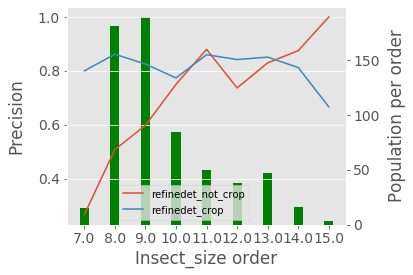 1.0
0.8
0.6
0.4
Precision
150
100
50
0
Population per order
refinedet_not_crop
refinedet_crop
7.0 8.0 9.0 10.0 11.0 12.0 13.0 14.0 15.0
Insect_size order